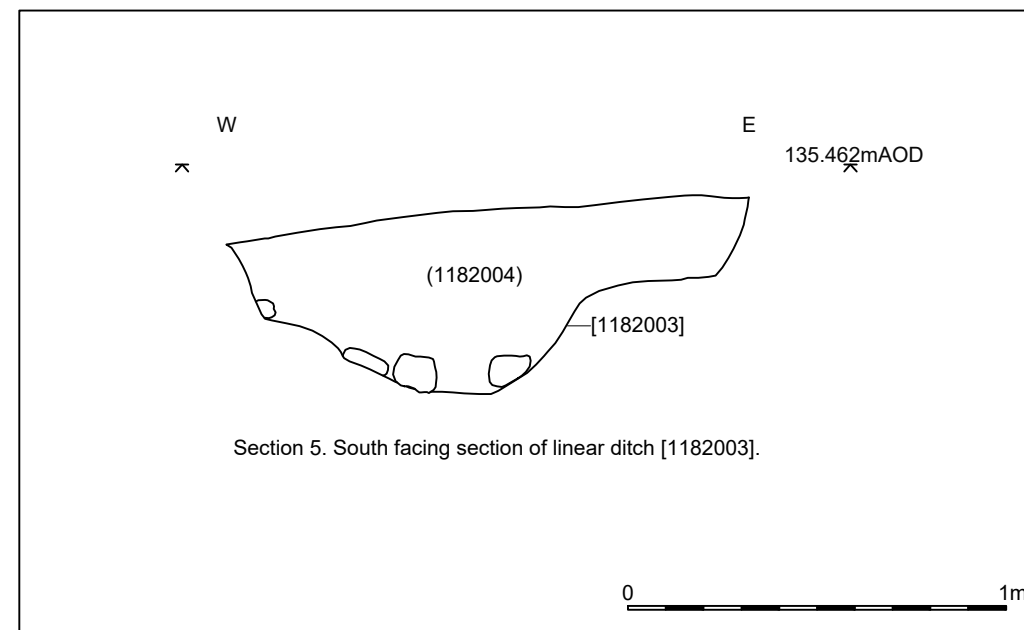 W E
135.462mAOD
(1182004)
[1182003]
Section 5. South facing section of linear ditch [1182003].
0 1m